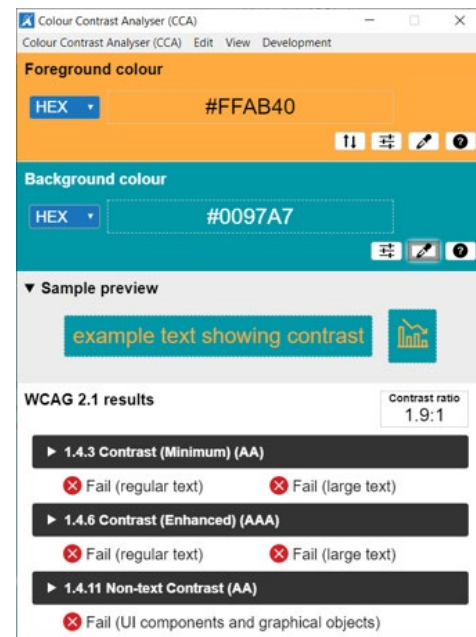 Colour Contrast Analyser (CCA)
Colour Contrast Analyser (CCA) Edit View Development
Foreground colour
HEX #FFAB40
Background colour
HEX #0097A7
▼ Sample preview
example text showing contrast
WCAG 2.1 results
Contrast ratio
1.9:1
▶ 1.4.3 Contrast (Minimum) (AA)
Fail (regular text) Fail (large text)
▶ 1.4.6 Contrast (Enhanced) (AAA)
Fail (regular text) Fail (large text)
▶ 1.4.11 Non-text Contrast (AA)
Fail (UI components and graphical objects)